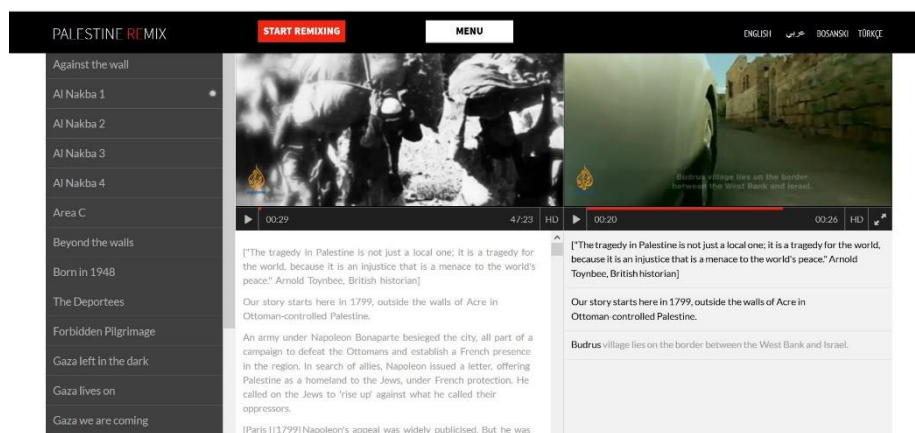 PALESTINE REMIX
START REMIXING
MENU
ENGLISH عربي BOSANSKI TÜRKÇE
Against the wall
Al Nakba 1
Al Nakba 2
Al Nakba 3
Al Nakba 4
Area C
Beyond the walls
Born in 1948
The Deportees
Forbidden Pilgrimage
Gaza left in the dark
Gaza lives on
Gaza we are coming
00:29 47:23 HD
["The tragedy in Palestine is not just a local one; it is a tragedy for
the world, because it is an injustice that is a menace to the world's
peace." Arnold Toynbee, British historian]
Our story starts here in 1799, outside the walls of Acre in
Ottoman-controlled Palestine.
An army under Napoleon Bonaparte besieged the city, all part of a
campaign to defeat the Ottomans and establish a French presence
in the region. In search of allies, Napoleon issued a letter, offering
Palestine as a homeland to the Jews, under French protection. He
called on the Jews to 'rise up' against what he called their
oppressors.
[Paris] [1799] Napoleon's appeal was widely publicised. But he was
Budrus village lies on the border
between the West Bank and Israel.
00:20 00:26 HD
["The tragedy in Palestine is not just a local one; it is a tragedy for the world,
because it is an injustice that is a menace to the world's peace." Arnold
Toynbee, British historian]
Our story starts here in 1799, outside the walls of Acre in
Ottoman-controlled Palestine.
Budrus village lies on the border between the West Bank and Israel.